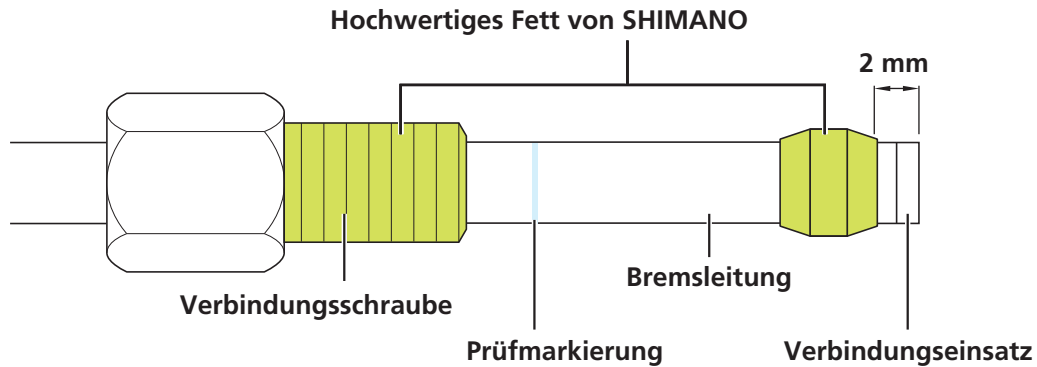 Hochwertiges Fett von SHIMANO
2 mm
Bremsleitung
Verbindungsschraube
Prüfmarkierung
Verbindungseinsatz